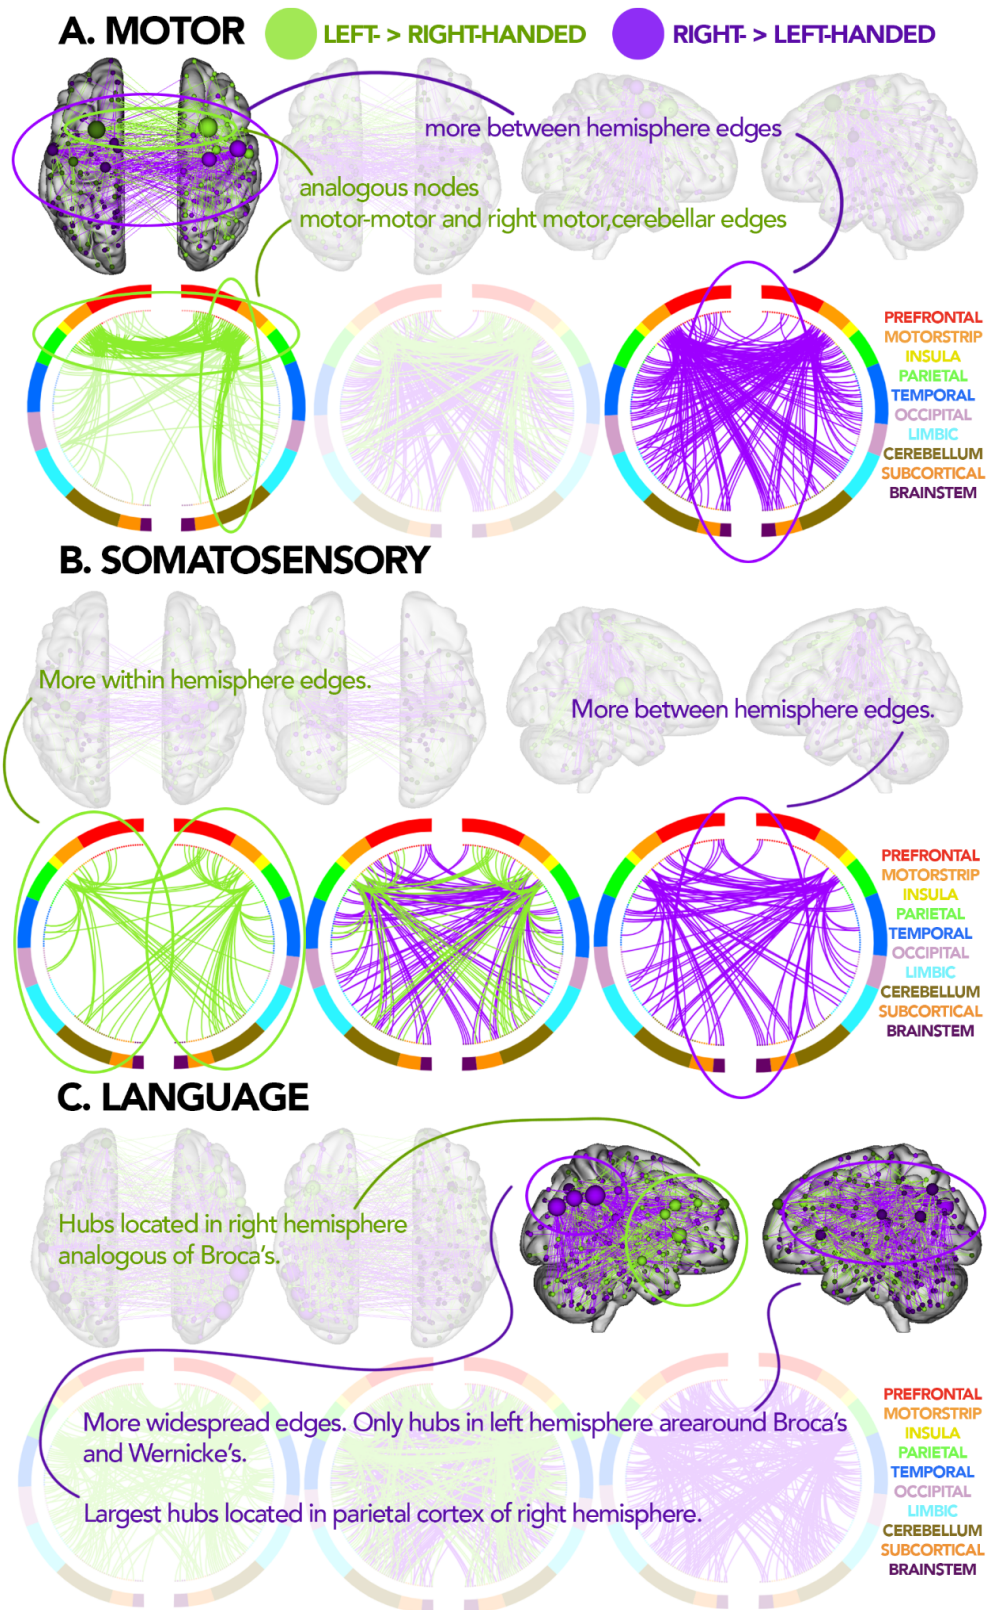 A. MOTOR
LEFT- > RIGHT-HANDED
RIGHT- > LEFT-HANDED
more between hemisphere edges
analogous nodes
motor-motor and right motor,cerebellar edges
PREFRONTAL
MOTORSTRIP
INSULA
PARIETAL
TEMPORAL
OCCIPITAL
LIMBIC
CEREBELLUM
SUBCORTICAL
BRAINSTEM
B. SOMATOSENSORY
More within hemisphere edges.
More between hemisphere edges.
PREFRONTAL
MOTORSTRIP
INSULA
PARIETAL
TEMPORAL
OCCIPITAL
LIMBIC
CEREBELLUM
SUBCORTICAL
BRAINSTEM
C. LANGUAGE
Hubs located in right hemisphere
analogous of Broca's.
More widespread edges. Only hubs in left hemisphere arearound Broca's
and Wernicke's.
Largest hubs located in parietal cortex of right hemisphere.
PREFRONTAL
MOTORSTRIP
INSULA
PARIETAL
TEMPORAL
OCCIPITAL
LIMBIC
CEREBELLUM
SUBCORTICAL
BRAINSTEM